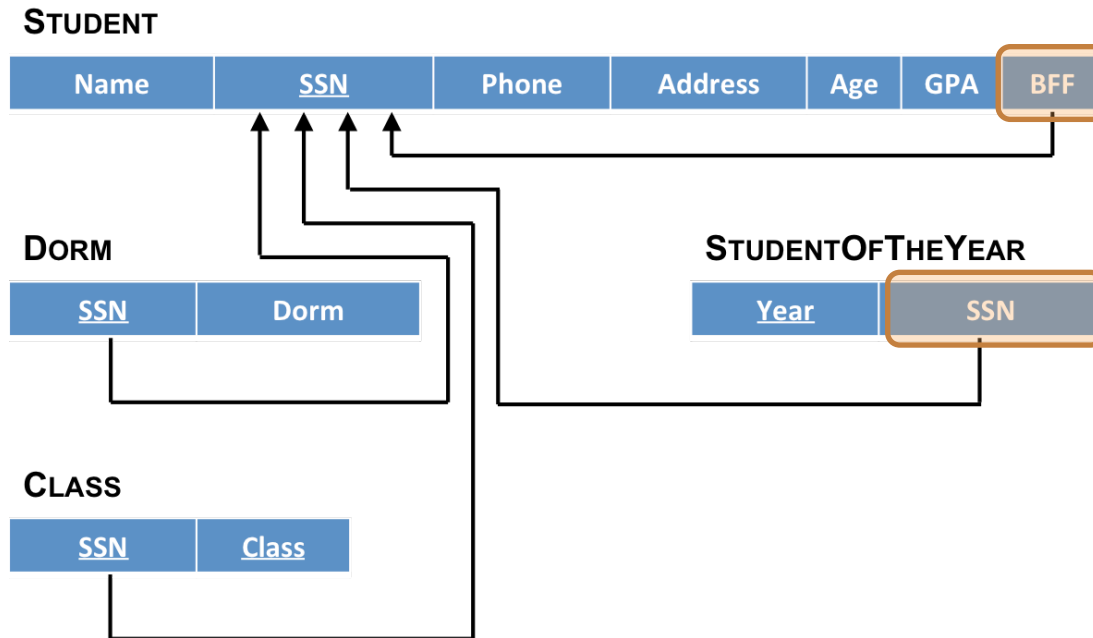 STUDENT
Name SSN Phone Address Age GPA BFF
DORM
SSN Dorm
STUDENTOFTHEYEAR
Year SSN
CLASS
SSN Class